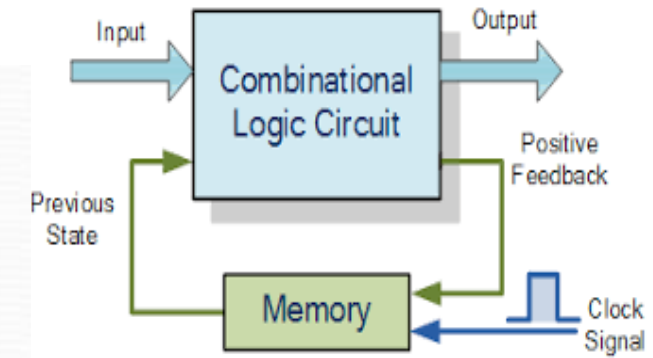 Input
Output
Combinational
Logic Circuit
Positive
Feedback
Previous
State
Memory
Clock
Signal